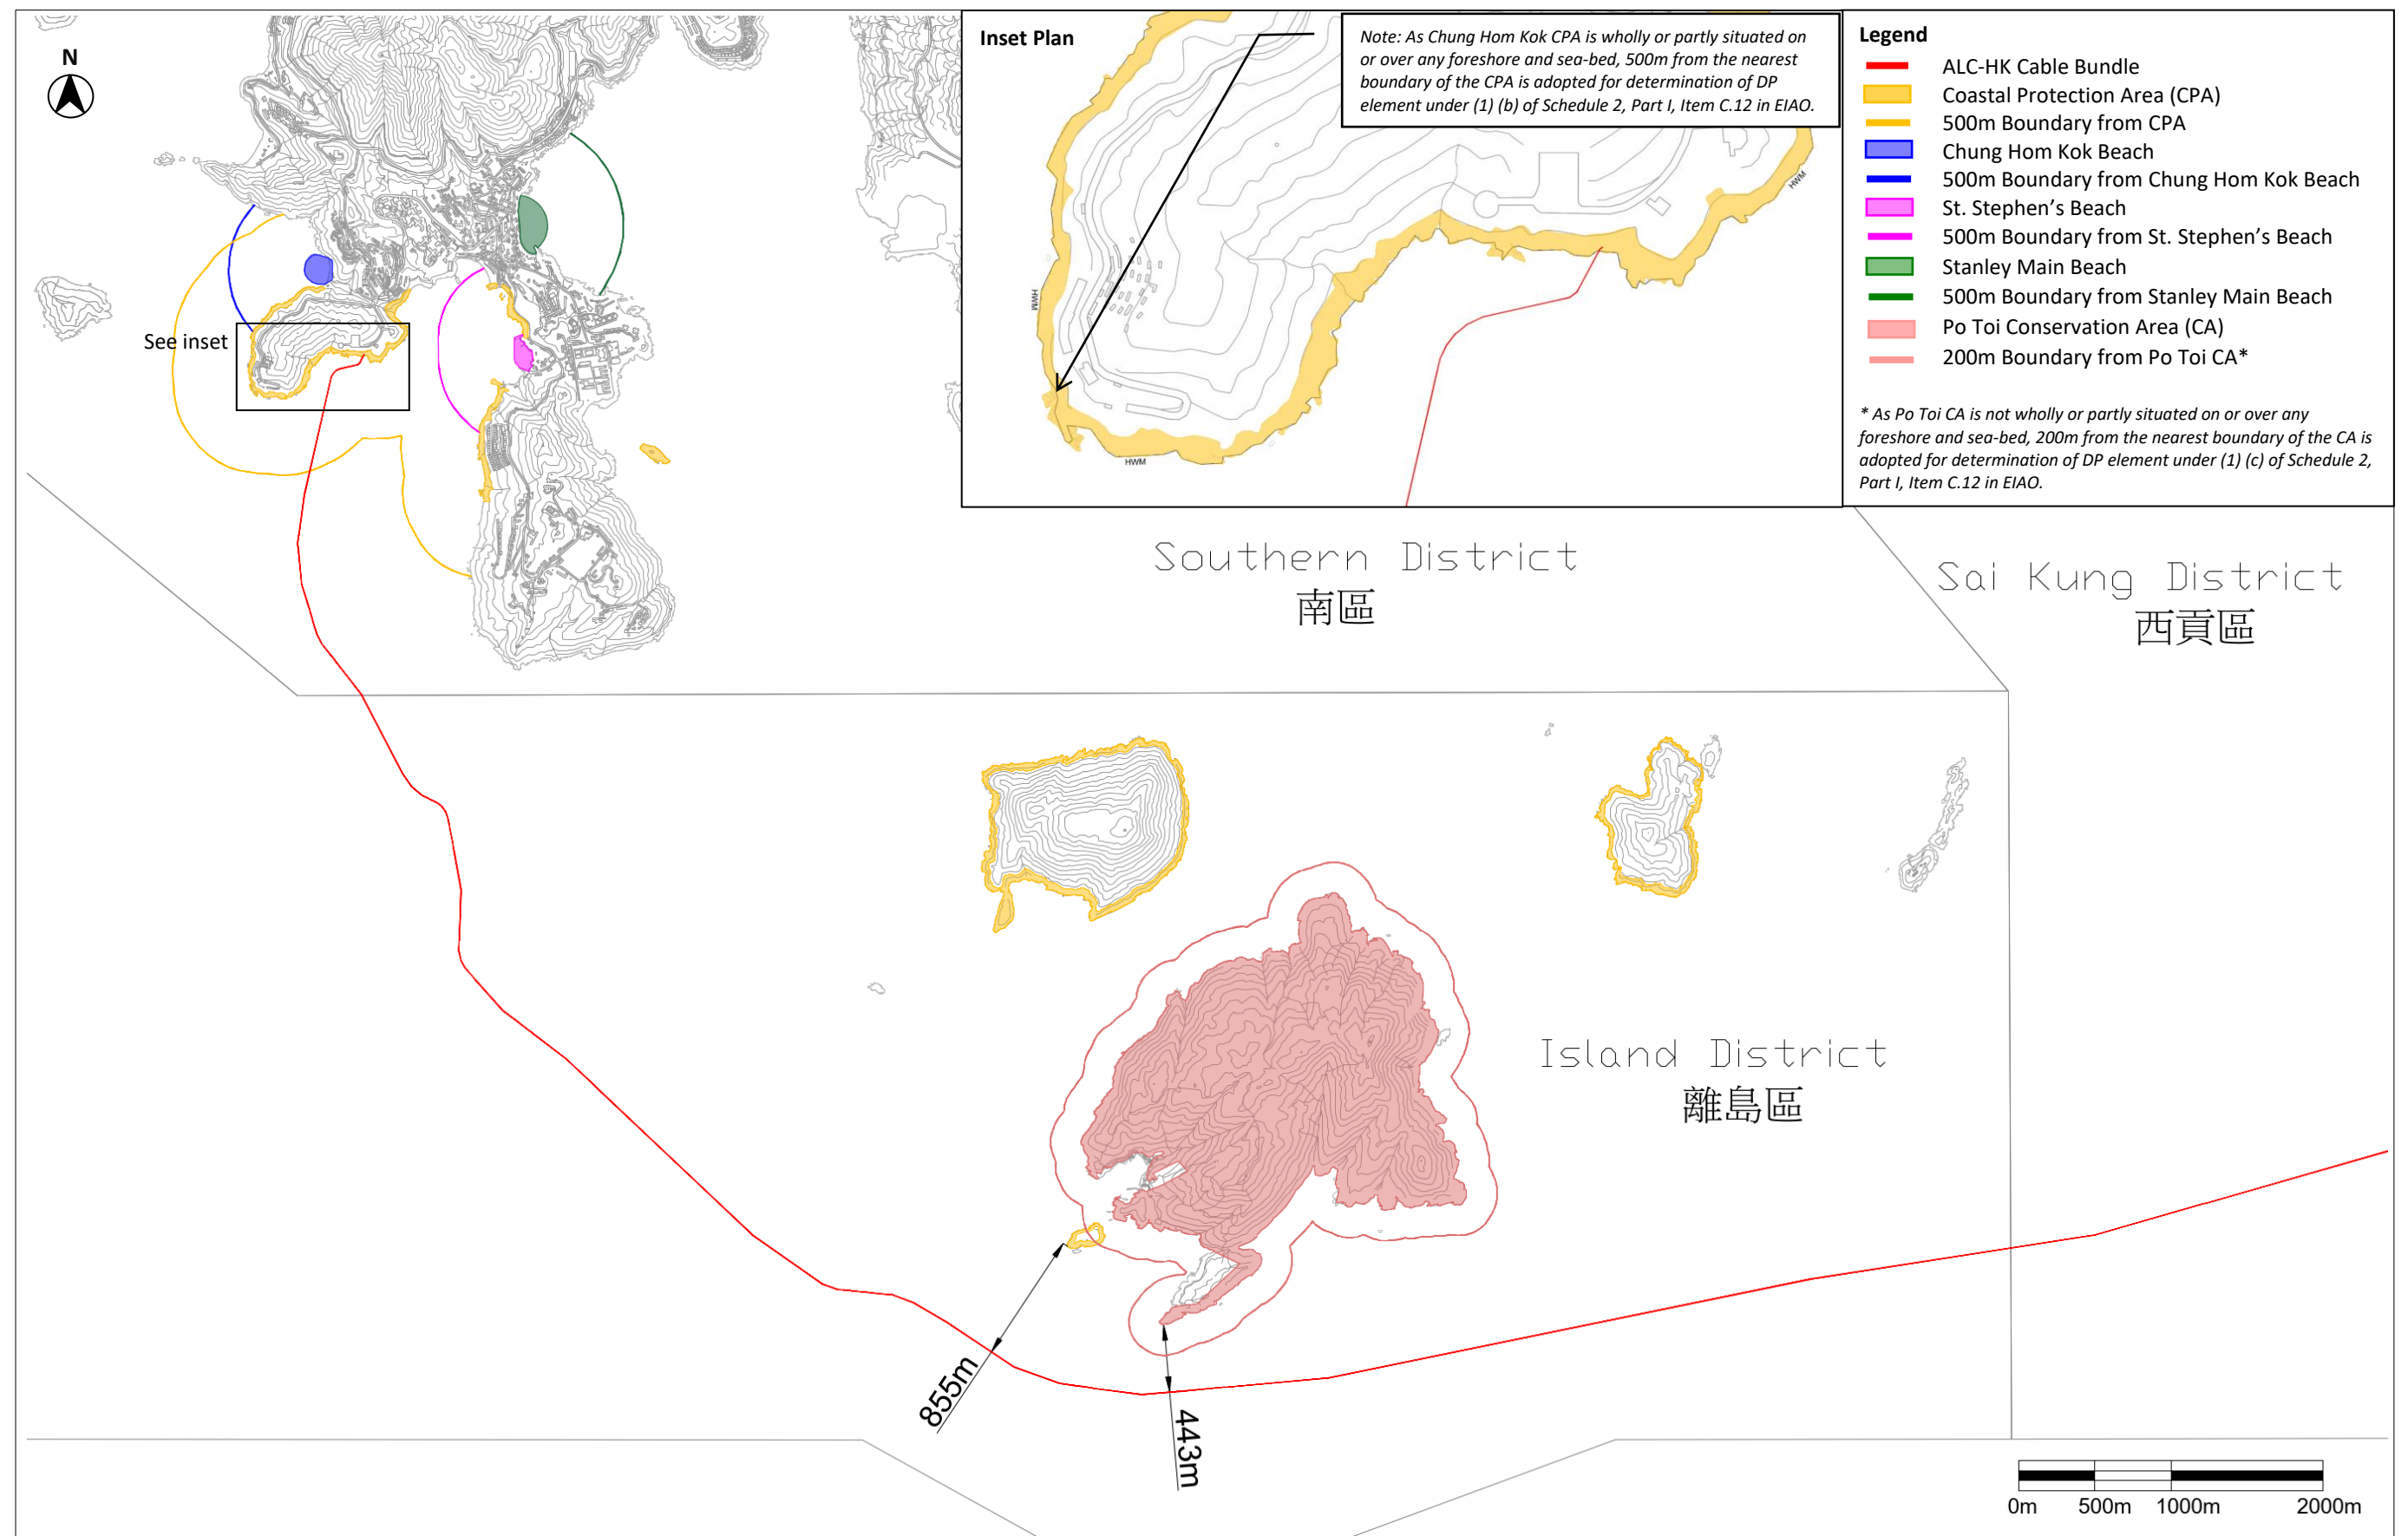 N
See inset
Inset Plan
Note: As Chung Hom Kok CPA is wholly or partly situated on
or over any foreshore and sea-bed, 500m from the nearest
boundary of the CPA is adopted for determination of DP
element under (1) (b) of Schedule 2, Part I, Item C.12 in EIAO.
HWM
HWM
HWM
Legend
ALC-HK Cable Bundle
Coastal Protection Area (CPA)
500m Boundary from CPA
Chung Hom Kok Beach
500m Boundary from Chung Hom Kok Beach
St. Stephen's Beach
500m Boundary from St. Stephen's Beach
Stanley Main Beach
500m Boundary from Stanley Main Beach
Po Toi Conservation Area (CA)
200m Boundary from Po Toi CA*
* As Po Toi CA is not wholly or partly situated on or over any
foreshore and sea-bed, 200m from the nearest boundary of the CA is
adopted for determination of DP element under (1) (c) of Schedule 2,
Part I, Item C.12 in EIAO.
Southern District
南區
Sai Kung District
西貢區
Island District
離島區
855m
443m
0m 500m 1000m 2000m